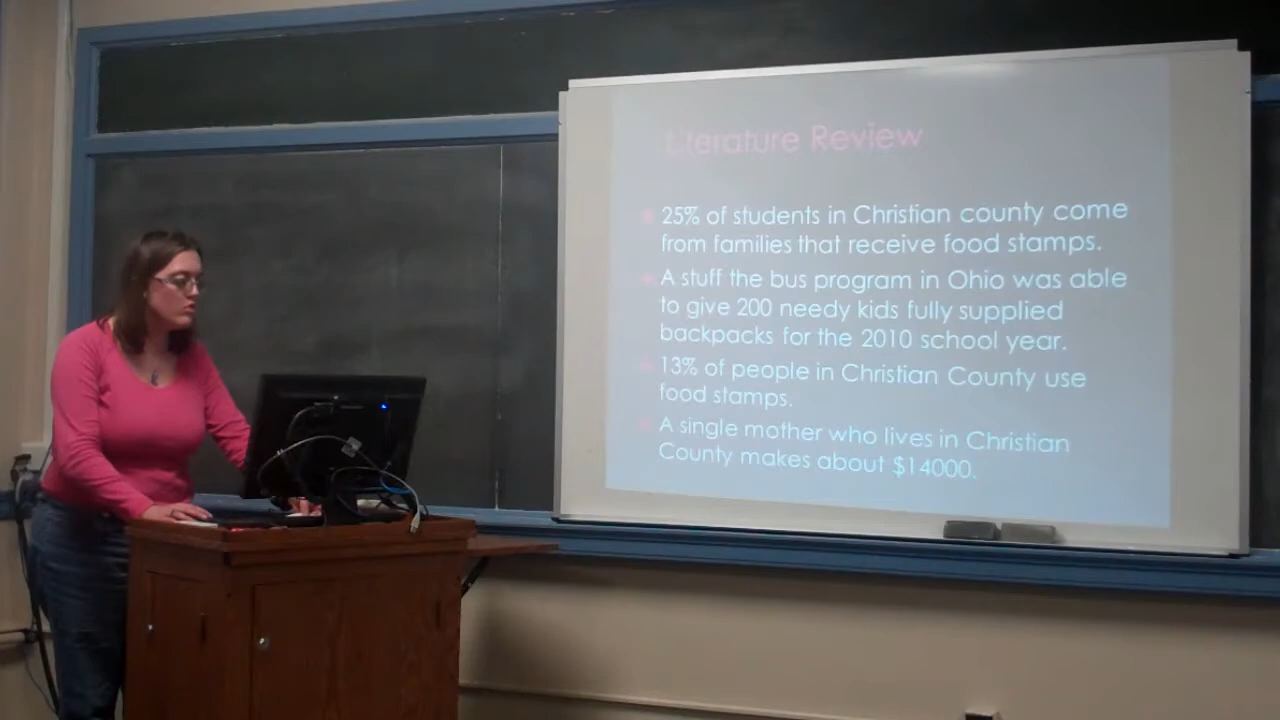 Literature Review
25% of students in Christian county come
from families that receive food stamps.
A stuff the bus program in Ohio was able
to give 200 needy kids fully supplied
backpacks for the 2010 school year.
13% of people in Christian County use
food stamps.
A single mother who lives in Christian
County makes about $14000.